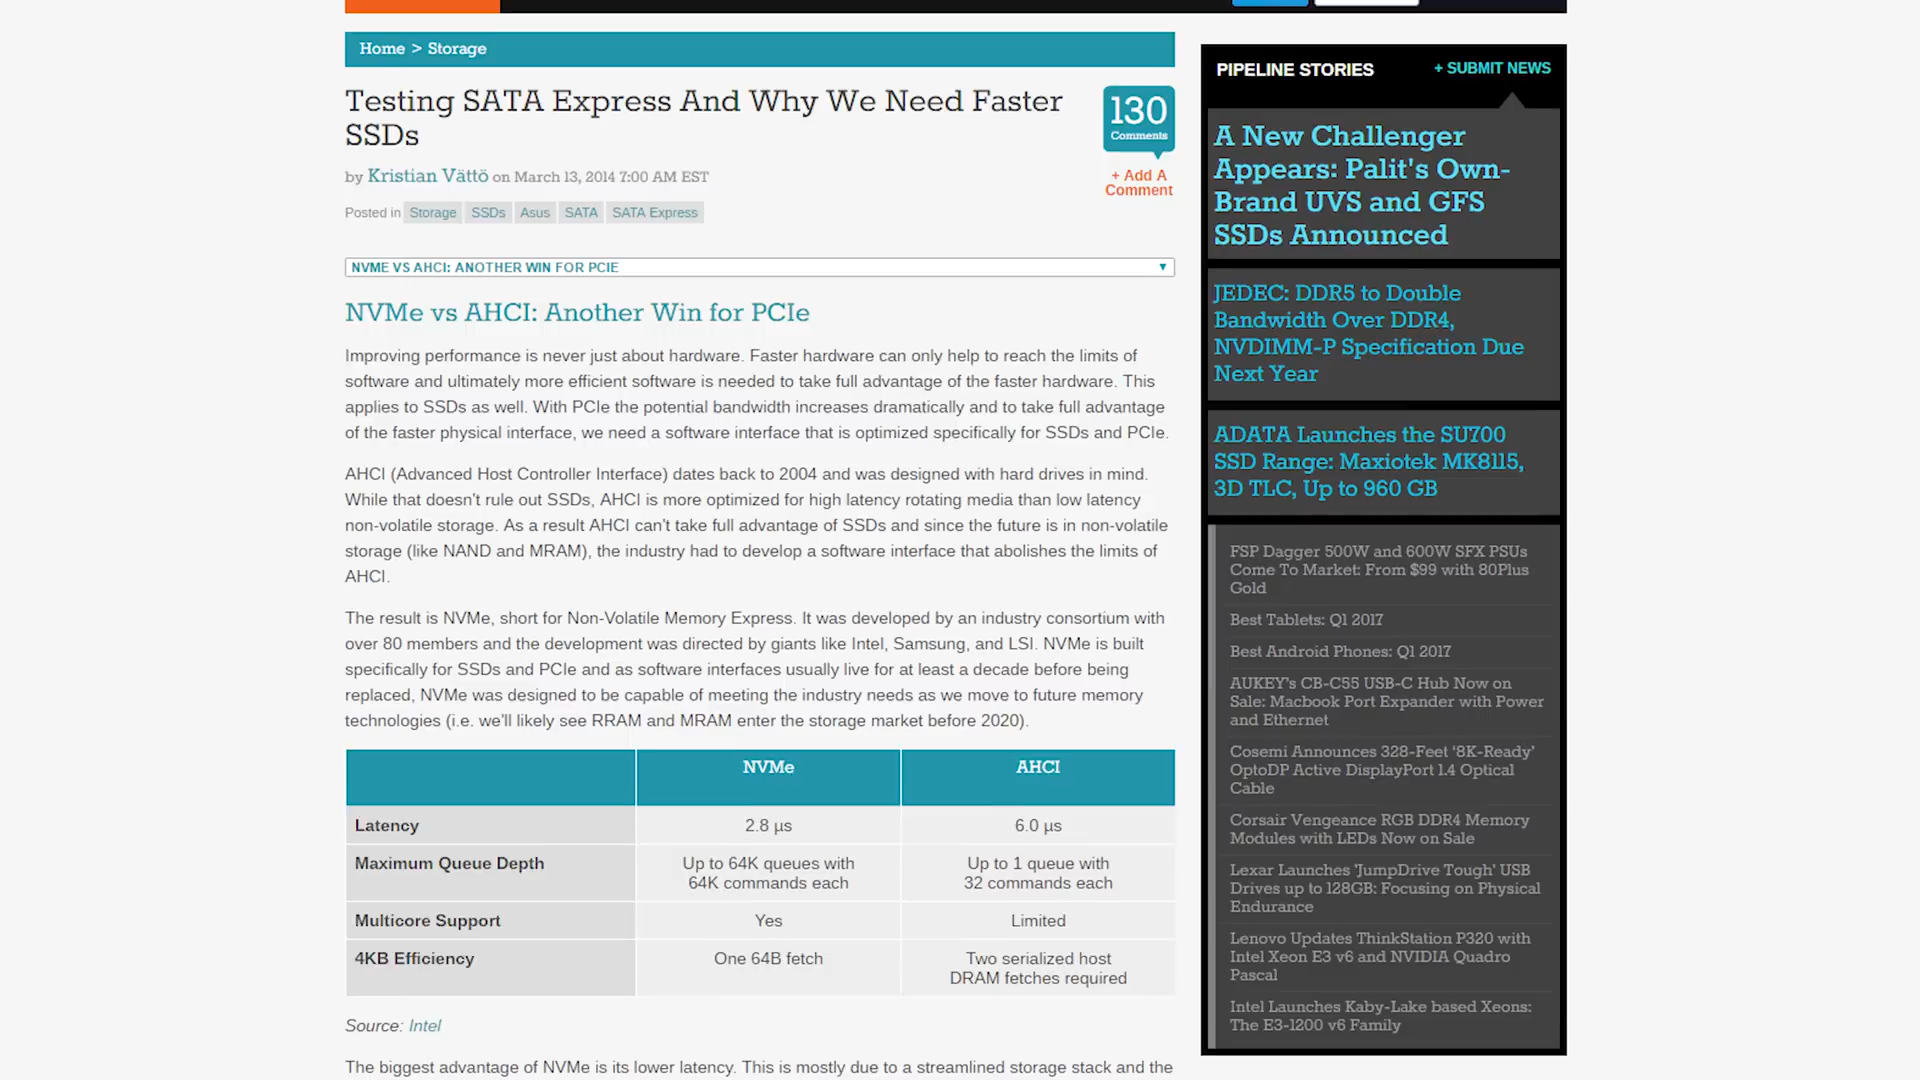 Home > Storage
Testing SATA Express And Why We Need Faster
SSDs
by Kristian Vättö on March 13, 2014 7:00 AM EST
Posted in Storage SSDs Asus SATA SATA Express
130
Comments
+ Add A
Comment
NVME VS AHCI: ANOTHER WIN FOR PCIE
NVMe vs AHCI: Another Win for PCIe
Improving performance is never just about hardware. Faster hardware can only help to reach the limits of
software and ultimately more efficient software is needed to take full advantage of the faster hardware. This
applies to SSDs as well. With PCIe the potential bandwidth increases dramatically and to take full advantage
of the faster physical interface, we need a software interface that is optimized specifically for SSDs and PCIe.
AHCI (Advanced Host Controller Interface) dates back to 2004 and was designed with hard drives in mind.
While that doesn't rule out SSDs, AHCI is more optimized for high latency rotating media than low latency
non-volatile storage. As a result AHCI can't take full advantage of SSDs and since the future is in non-volatile
storage (like NAND and MRAM), the industry had to develop a software interface that abolishes the limits of
AHCI.
The result is NVMe, short for Non-Volatile Memory Express. It was developed by an industry consortium with
over 80 members and the development was directed by giants like Intel, Samsung, and LSI. NVMe is built
specifically for SSDs and PCIe and as software interfaces usually live for at least a decade before being
replaced, NVMe was designed to be capable of meeting the industry needs as we move to future memory
technologies (i.e. we'll likely see RRAM and MRAM enter the storage market before 2020).
NVMe AHCI
Latency 2.8 µs 6.0 µs
Maximum Queue Depth Up to 64K queues with Up to 1 queue with
64K commands each 32 commands each
Multicore Support Yes Limited
4KB Efficiency One 64B fetch Two serialized host
DRAM fetches required
Source: Intel
The biggest advantage of NVMe is its lower latency. This is mostly due to a streamlined storage stack and the
PIPELINE STORIES + SUBMIT NEWS
A New Challenger
Appears: Palit's Own-
Brand UVS and GFS
SSDs Announced
JEDEC: DDR5 to Double
Bandwidth Over DDR4,
NVDIMM-P Specification Due
Next Year
ADATA Launches the SU700
SSD Range: Maxiotek MK8115,
3D TLC, Up to 960 GB
FSP Dagger 500W and 600W SFX PSUs
Come To Market: From $99 with 80Plus
Gold
Best Tablets: Q1 2017
Best Android Phones: Q1 2017
AUKEY's CB-C55 USB-C Hub Now on
Sale: Macbook Port Expander with Power
and Ethernet
Cosemi Announces 328-Feet '8K-Ready'
OptoDP Active DisplayPort 1.4 Optical
Cable
Corsair Vengeance RGB DDR4 Memory
Modules with LEDs Now on Sale
Lexar Launches 'JumpDrive Tough' USB
Drives up to 128GB: Focusing on Physical
Endurance
Lenovo Updates ThinkStation P320 with
Intel Xeon E3 v6 and NVIDIA Quadro
Pascal
Intel Launches Kaby-Lake based Xeons:
The E3-1200 v6 Family